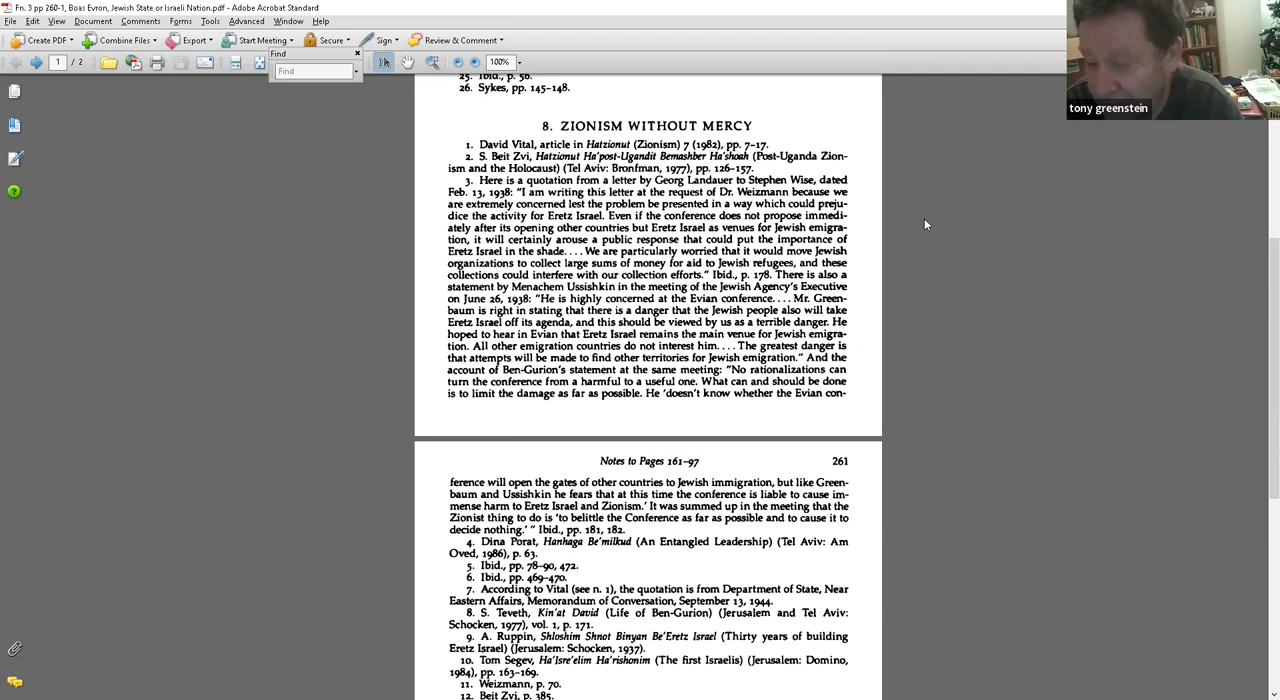 Fn. 3 pp 260-1, Boas Evron, Jewish State or Israeli Nation.pdf - Adobe Acrobat Standard
File Edit View Document Comments Forms Tools Advanced Window Help
Create PDF Combine Files Export Start Meeting Secure Sign Review & Comment
Find
1 / 2
100%
Find
tony greenstein
25. Ibid., p. 56.
26. Sykes, pp. 145–148.
8. ZIONISM WITHOUT MERCY
1. David Vital, article in Hatzionut (Zionism) 7 (1982), pp. 7–17.
2. S. Beit Zvi, Hatzionut Ha'post-Ugandit Bemashber Ha'shoah (Post-Uganda Zion-
ism and the Holocaust) (Tel Aviv: Bronfman, 1977), pp. 126–157.
3. Here is a quotation from a letter by Georg Landauer to Stephen Wise, dated
Feb. 13, 1938: "I am writing this letter at the request of Dr. Weizmann because we
are extremely concerned lest the problem be presented in a way which could preju-
dice the activity for Eretz Israel. Even if the conference does not propose immedi-
ately after its opening other countries but Eretz Israel as venues for Jewish emigra-
tion, it will certainly arouse a public response that could put the importance of
Eretz Israel in the shade. . . . We are particularly worried that it would move Jewish
organizations to collect large sums of money for aid to Jewish refugees, and these
collections could interfere with our collection efforts." Ibid., p. 178. There is also a
statement by Menachem Ussishkin in the meeting of the Jewish Agency's Executive
on June 26, 1938: "He is highly concerned at the Evian conference. . . . Mr. Green-
baum is right in stating that there is a danger that the Jewish people also will take
Eretz Israel off its agenda, and this should be viewed by us as a terrible danger. He
hoped to hear in Evian that Eretz Israel remains the main venue for Jewish emigra-
tion. All other emigration countries do not interest him. . . . The greatest danger is
that attempts will be made to find other territories for Jewish emigration." And the
account of Ben-Gurion's statement at the same meeting: "No rationalizations can
turn the conference from a harmful to a useful one. What can and should be done
is to limit the damage as far as possible. He 'doesn't know whether the Evian con-
Notes to Pages 161–97 261
ference will open the gates of other countries to Jewish immigration, but like Green-
baum and Ussishkin he fears that at this time the conference is liable to cause im-
mense harm to Eretz Israel and Zionism.' It was summed up in the meeting that the
Zionist thing to do is 'to belittle the Conference as far as possible and to cause it to
decide nothing.' " Ibid., pp. 181, 182.
4. Dina Porat, Hanhaga Be'milkud (An Entangled Leadership) (Tel Aviv: Am
Oved, 1986), p. 63.
5. Ibid., pp. 78–90, 472.
6. Ibid., pp. 469–470.
7. According to Vital (see n. 1), the quotation is from Department of State, Near
Eastern Affairs, Memorandum of Conversation, September 13, 1944.
8. S. Teveth, Kin'at David (Life of Ben-Gurion) (Jerusalem and Tel Aviv:
Schocken, 1977), vol. 1, p. 171.
9. A. Ruppin, Shloshim Shnot Binyan Be'Eretz Israel (Thirty years of building
Eretz Israel) (Jerusalem: Schocken, 1937).
10. Tom Segev, Ha'Isre'elim Ha'rishonim (The first Israelis) (Jerusalem: Domino,
1984), pp. 163–169.
11. Weizmann, p. 70.
12. Beit Zvi, p. 385.